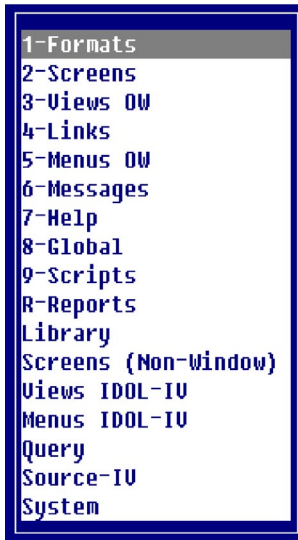 1-Formats
2-Screens
3-Views OW
4-Links
5-Menus OW
6-Messages
7-Help
8-Global
9-Scripts
R-Reports
Library
Screens (Non-Window)
Views IDOL-IV
Menus IDOL-IV
Query
Source-IV
System